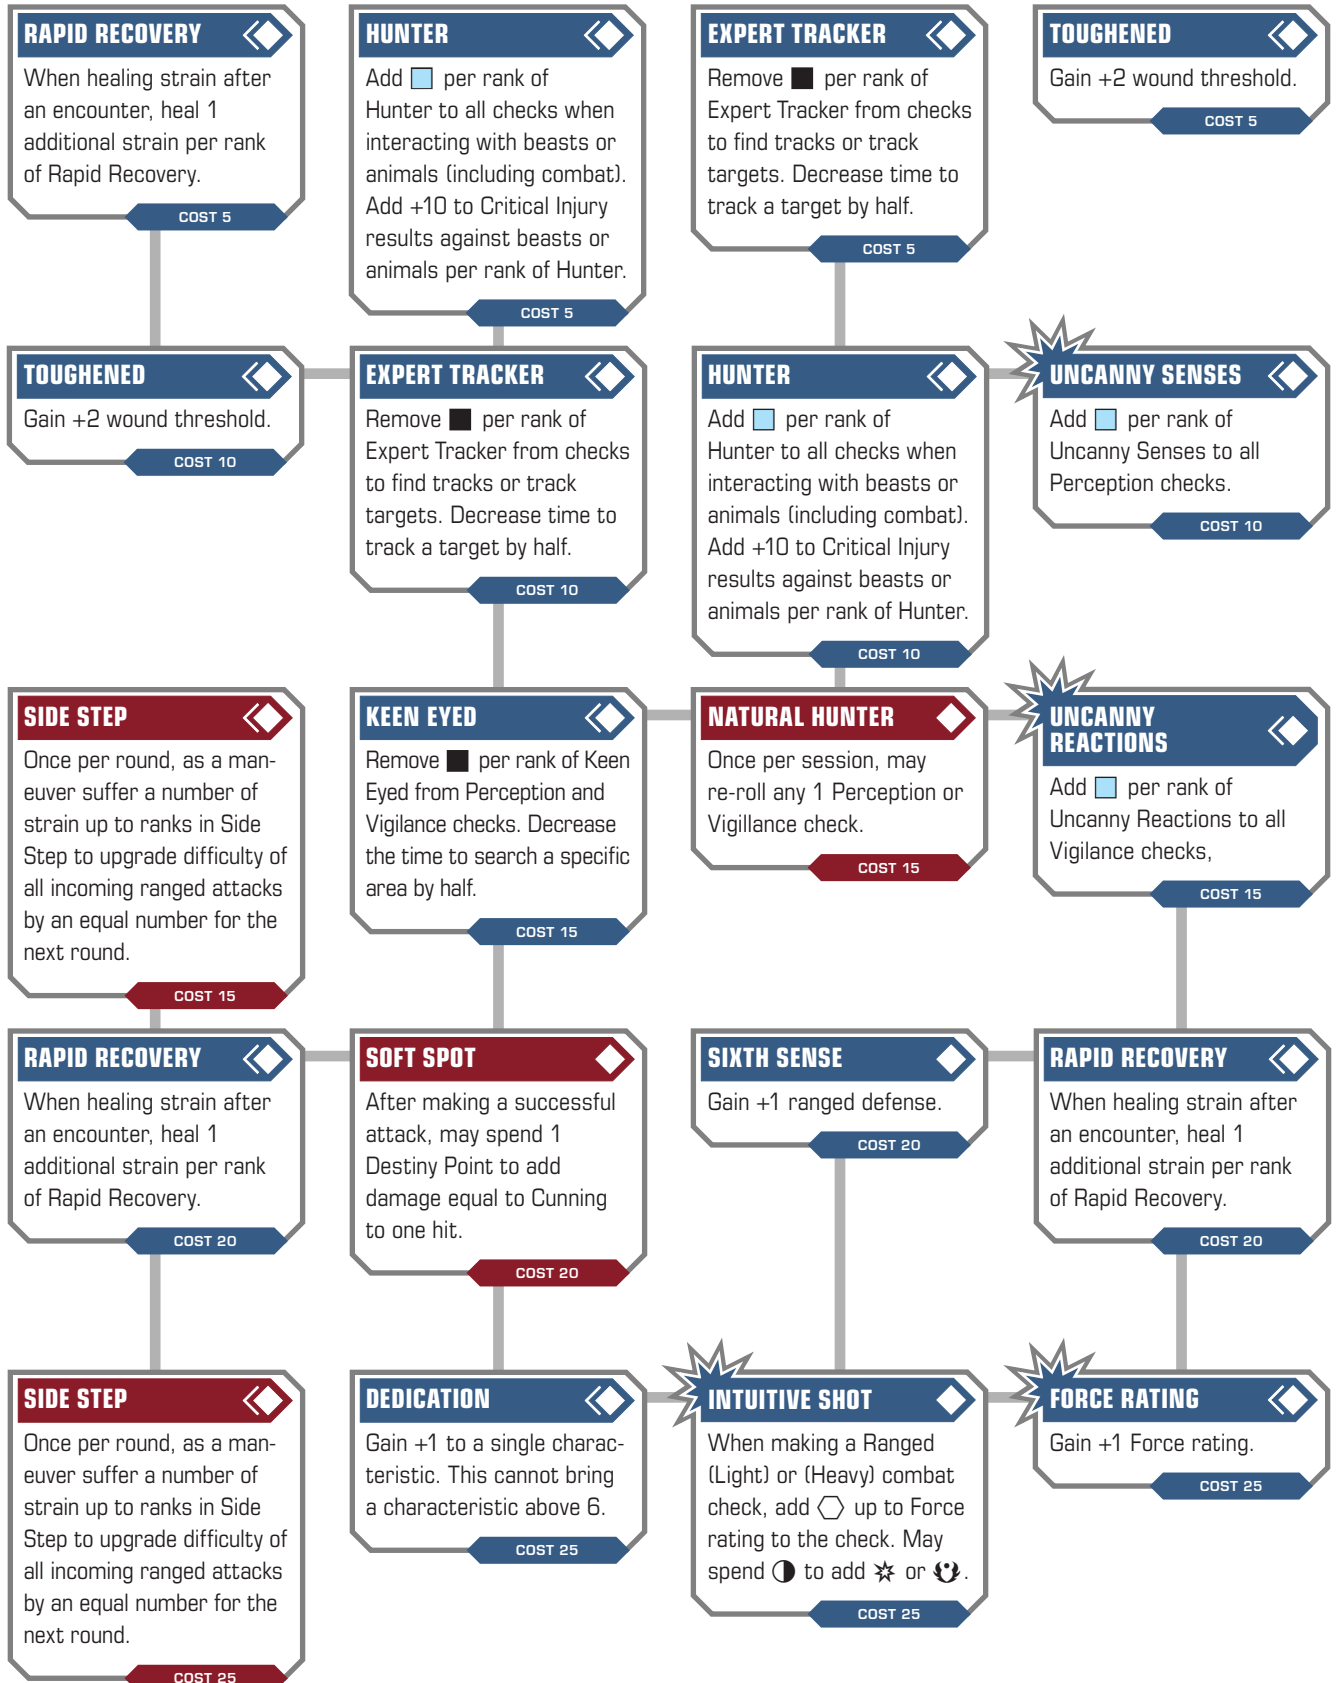 RAPID RECOVERY
When healing strain after
an encounter, heal 1
additional strain per rank
of Rapid Recovery.
COST 5
HUNTER
Add per rank of
Hunter to all checks when
interacting with beasts or
animals (including combat).
Add +10 to Critical Injury
results against beasts or
animals per rank of Hunter.
COST 5
EXPERT TRACKER
Remove per rank of
Expert Tracker from checks
to find tracks or track
targets. Decrease time to
track a target by half.
COST 5
TOUGHENED
Gain +2 wound threshold.
COST 5
TOUGHENED
Gain +2 wound threshold.
COST 10
EXPERT TRACKER
Remove per rank of
Expert Tracker from checks
to find tracks or track
targets. Decrease time to
track a target by half.
COST 10
HUNTER
Add per rank of
Hunter to all checks when
interacting with beasts or
animals (including combat).
Add +10 to Critical Injury
results against beasts or
animals per rank of Hunter.
COST 10
UNCANNY SENSES
Add per rank of
Uncanny Senses to all
Perception checks.
COST 10
SIDE STEP
Once per round, as a man-
euver suffer a number of
strain up to ranks in Side
Step to upgrade difficulty of
all incoming ranged attacks
by an equal number for the
next round.
COST 15
KEEN EYED
Remove per rank of Keen
Eyed from Perception and
Vigilance checks. Decrease
the time to search a specific
area by half.
COST 15
NATURAL HUNTER
Once per session, may
re-roll any 1 Perception or
Vigillance check.
COST 15
UNCANNY
REACTIONS
Add per rank of
Uncanny Reactions to all
Vigilance checks,
COST 15
RAPID RECOVERY
When healing strain after
an encounter, heal 1
additional strain per rank
of Rapid Recovery.
COST 20
SOFT SPOT
After making a successful
attack, may spend 1
Destiny Point to add
damage equal to Cunning
to one hit.
COST 20
SIXTH SENSE
Gain +1 ranged defense.
COST 20
RAPID RECOVERY
When healing strain after
an encounter, heal 1
additional strain per rank
of Rapid Recovery.
COST 20
SIDE STEP
Once per round, as a man-
euver suffer a number of
strain up to ranks in Side
Step to upgrade difficulty of
all incoming ranged attacks
by an equal number for the
next round.
COST 25
DEDICATION
Gain +1 to a single charac-
teristic. This cannot bring
a characteristic above 6.
COST 25
INTUITIVE SHOT
When making a Ranged
(Light) or (Heavy) combat
check, add up to Force
rating to the check. May
spend to add or .
COST 25
FORCE RATING
Gain +1 Force rating.
COST 25